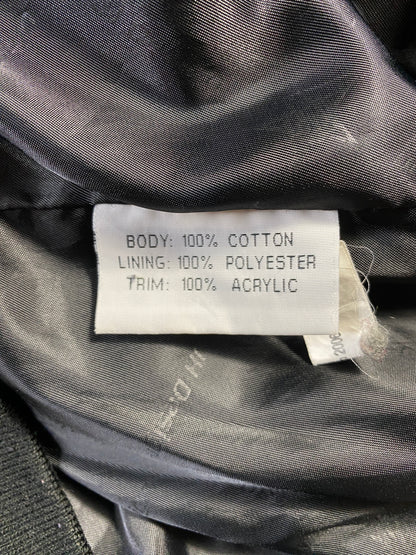 BODY: 100% COTTON
LINING: 100% POLYESTER
TRIM: 100% ACRYLIC